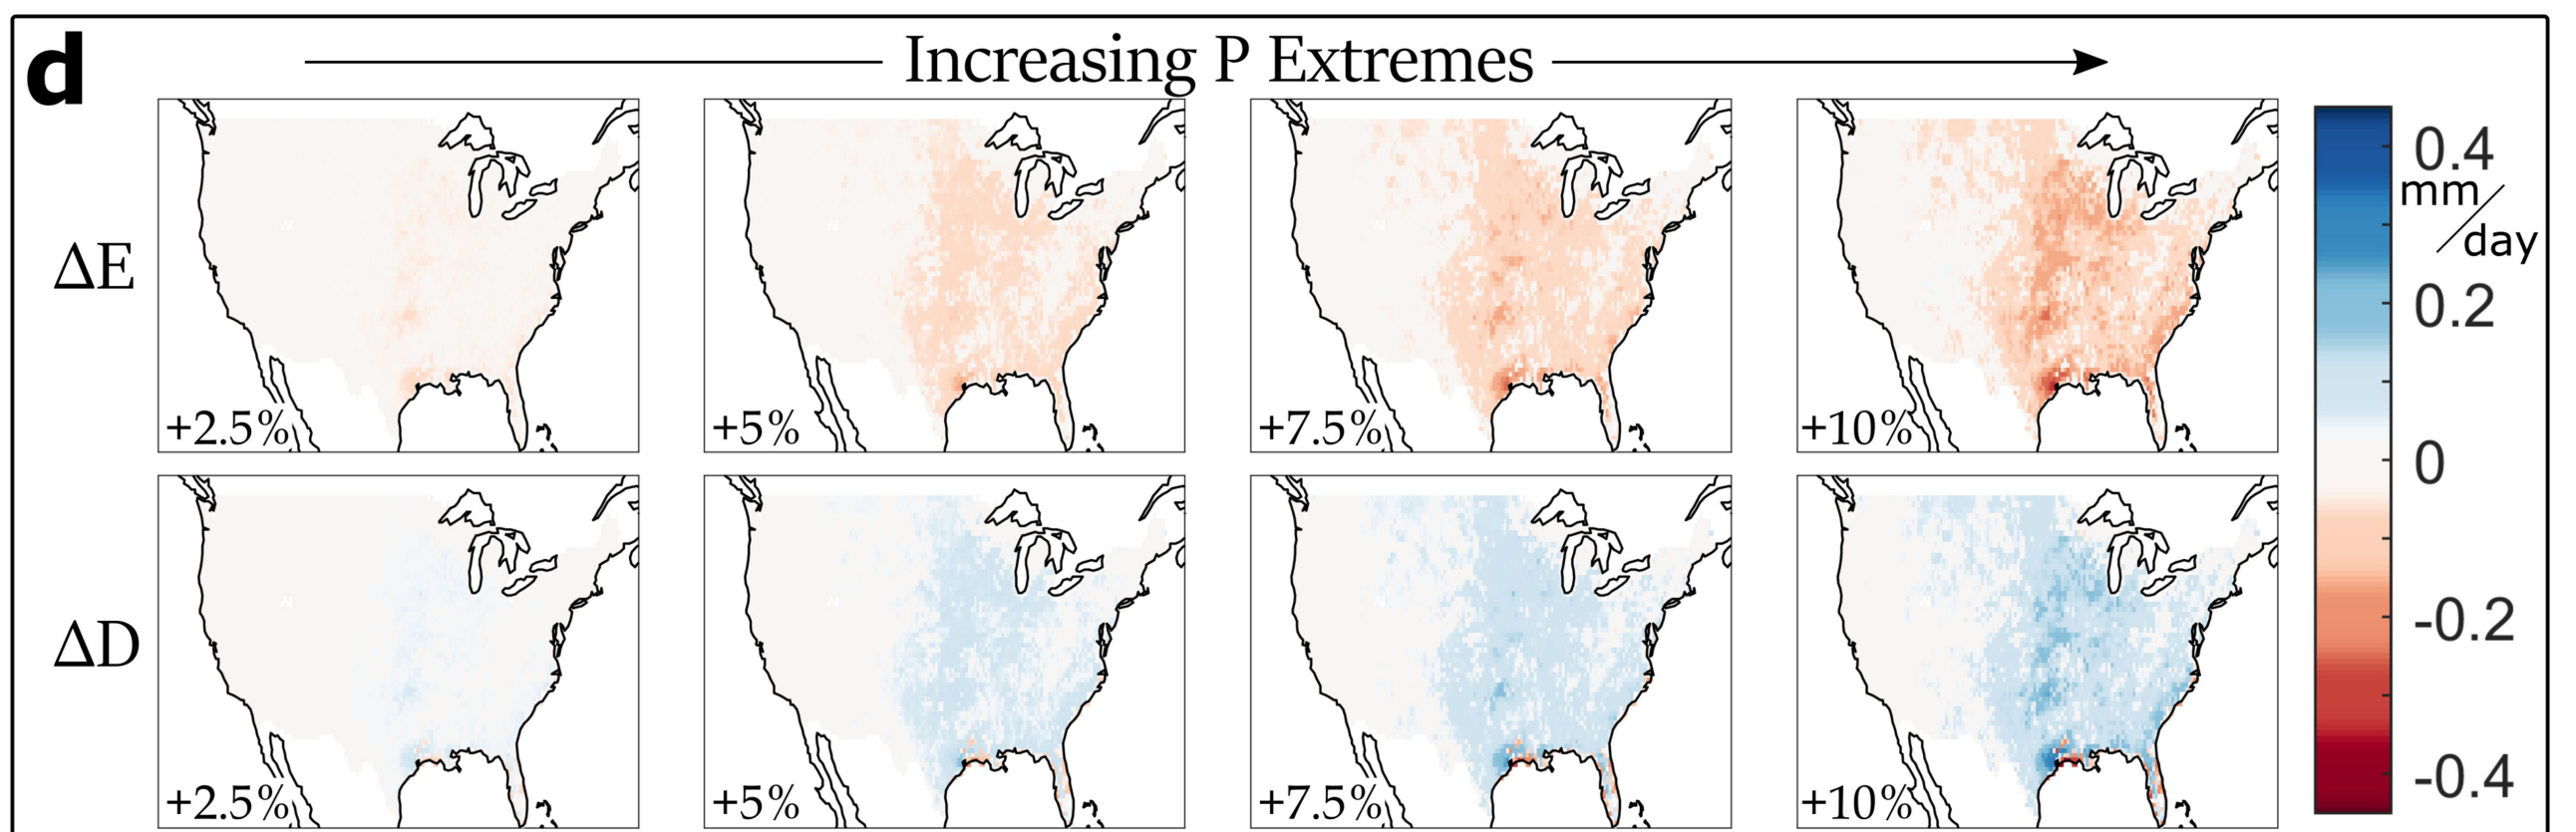 d
Increasing P Extremes
ΔE
+2.5%
+5%
+7.5%
+10%
ΔD
+2.5%
+5%
+7.5%
+10%
0.4
mm/day
0.2
0
-0.2
-0.4